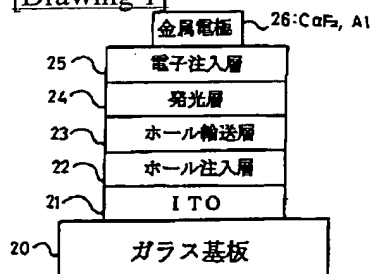 [Drawing 1]
金属電極 26:CaF₂, Al
25 電子注入層
24 発光層
23 ホール輸送層
22 ホール注入層
21 ITO
20 ガラス基板